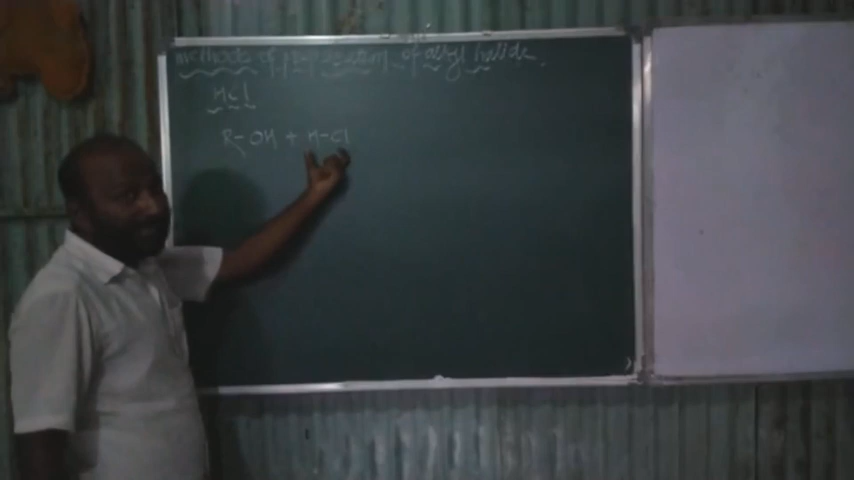 methods of preparation of alkyl halide.
HCl
R-OH + H-Cl